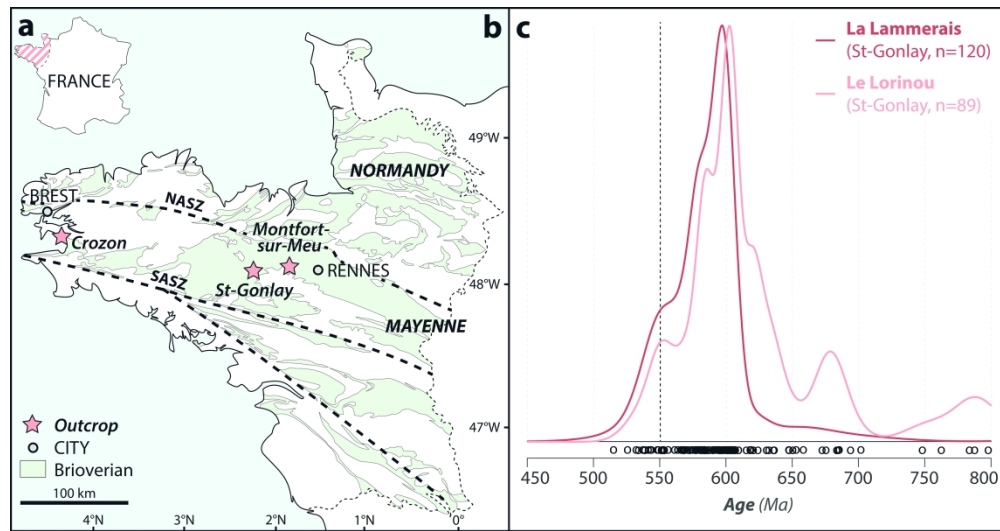 a
b
c
FRANCE
49°W
NORMANDY
BREST
NASZ
Crozon
Montfort-
sur-Meu
RENNES
St-Gonlay
48°W
SASZ
MAYENNE
47°W
Outcrop
CITY
Brioverian
100 km
4°N
3°N
2°N
1°N
0°
La Lammerais
(St-Gonlay, n=120)
Le Lorinou
(St-Gonlay, n=89)
450
500
550
600
650
700
750
800
Age (Ma)